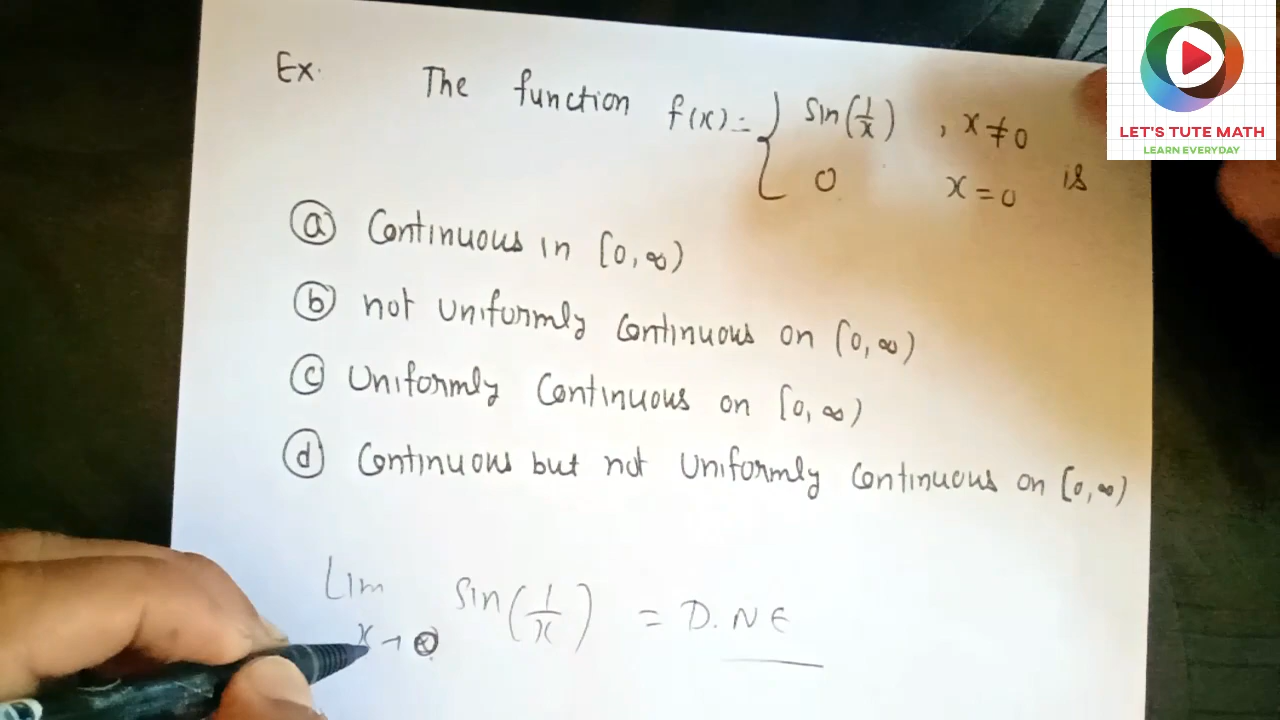 LET'S TUTE MATH
LEARN EVERYDAY
Ex. The function f(x) = { sin(1/x) , x ≠ 0
0 x = 0 is
(a) Continuous in [0, ∞)
(b) not uniformly continuous on [0, ∞)
(c) Uniformly Continuous on [0, ∞)
(d) Continuous but not Uniformly continuous on [0, ∞)
Lim sin(1/x) = D.NE
x → 0